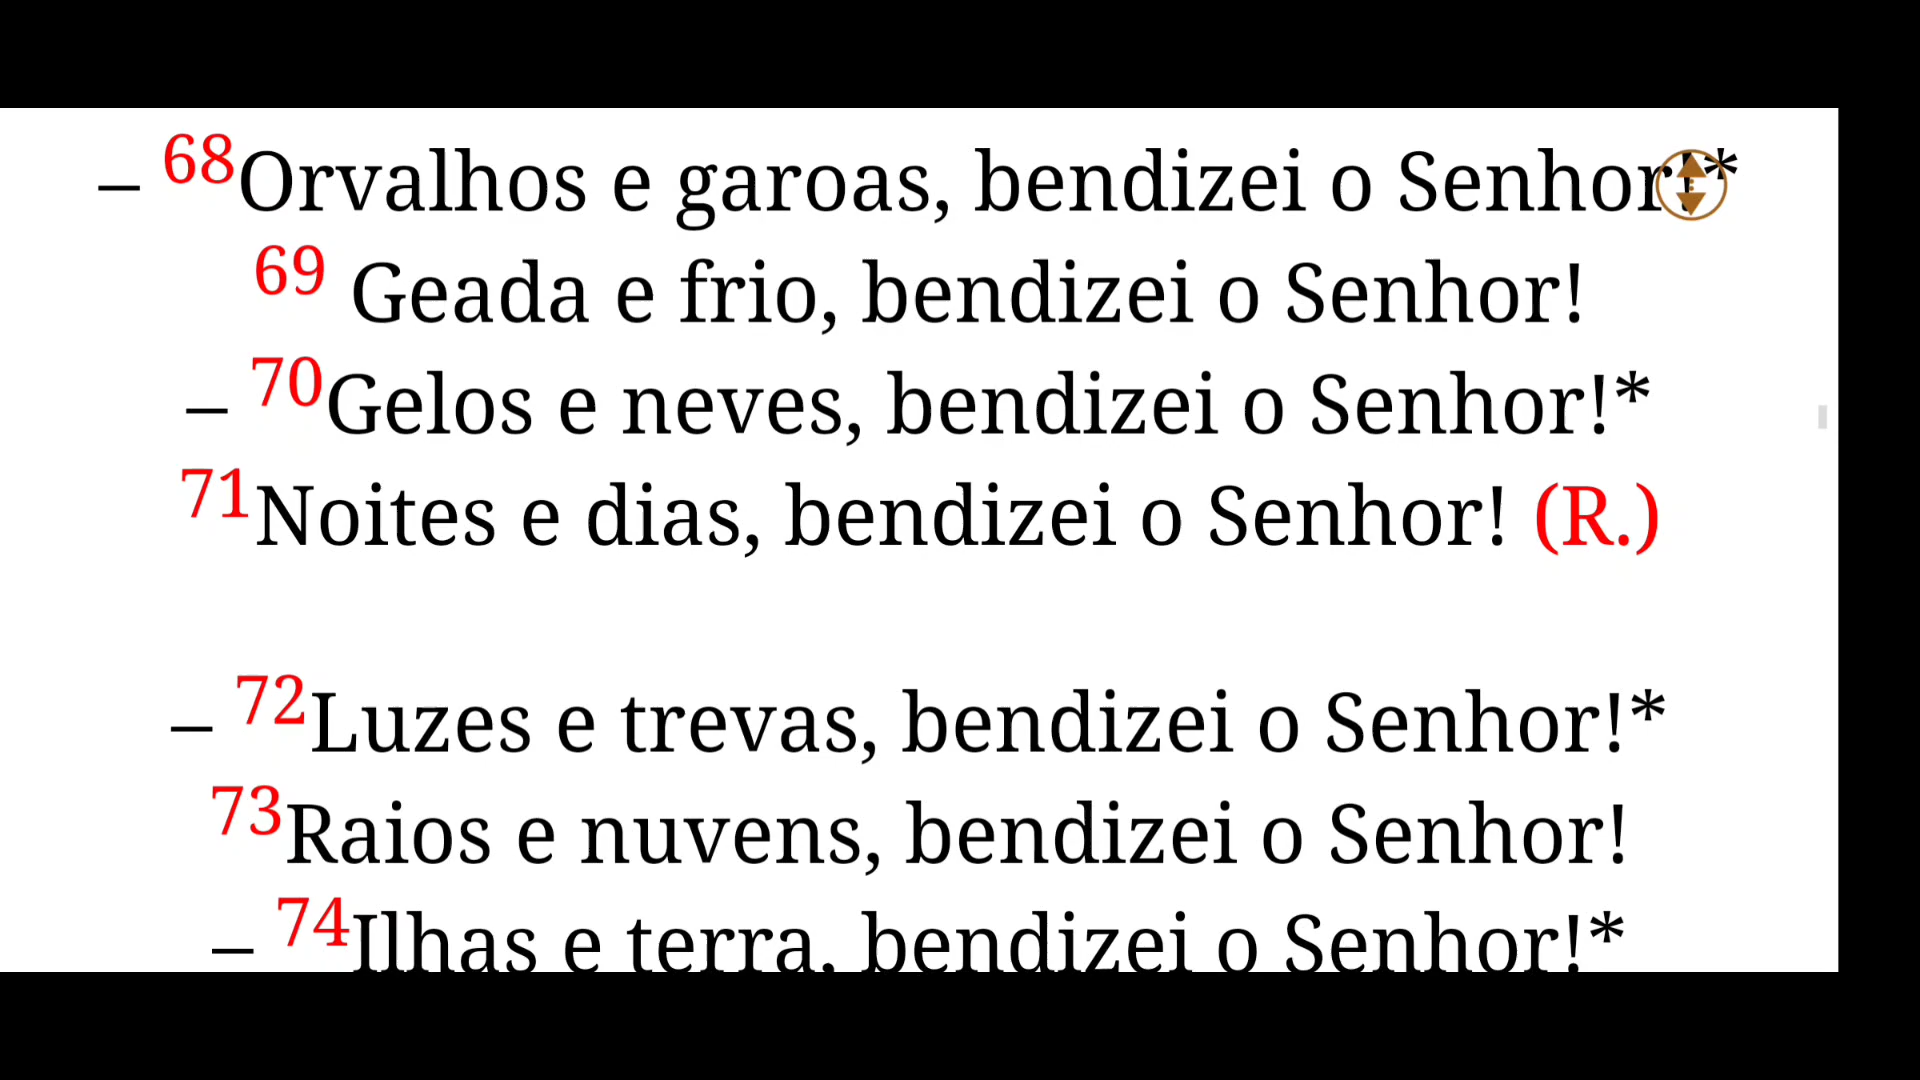 – 68Orvalhos e garoas, bendizei o Senhor!*
69 Geada e frio, bendizei o Senhor!
– 70Gelos e neves, bendizei o Senhor!*
71Noites e dias, bendizei o Senhor! (R.)
– 72Luzes e trevas, bendizei o Senhor!*
73Raios e nuvens, bendizei o Senhor!
– 74Ilhas e terra, bendizei o Senhor!*